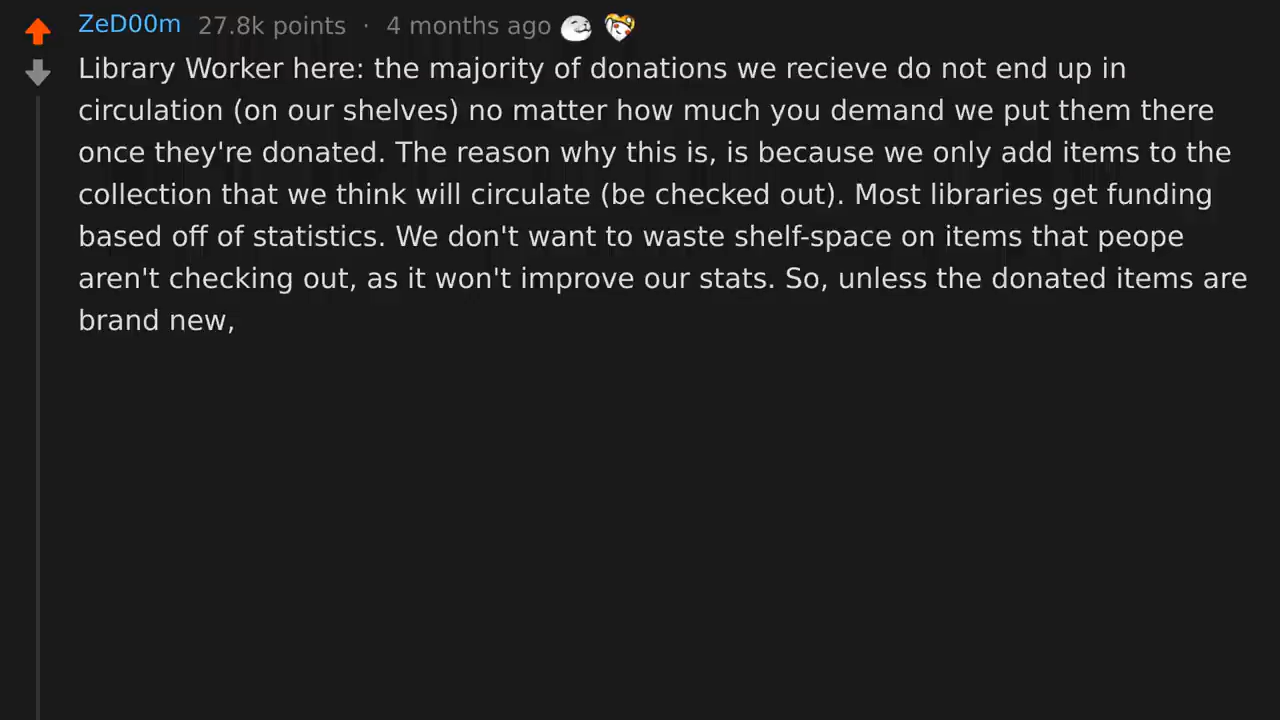 ZeD00m 27.8k points · 4 months ago
Library Worker here: the majority of donations we recieve do not end up in
circulation (on our shelves) no matter how much you demand we put them there
once they're donated. The reason why this is, is because we only add items to the
collection that we think will circulate (be checked out). Most libraries get funding
based off of statistics. We don't want to waste shelf-space on items that peope
aren't checking out, as it won't improve our stats. So, unless the donated items are
brand new,